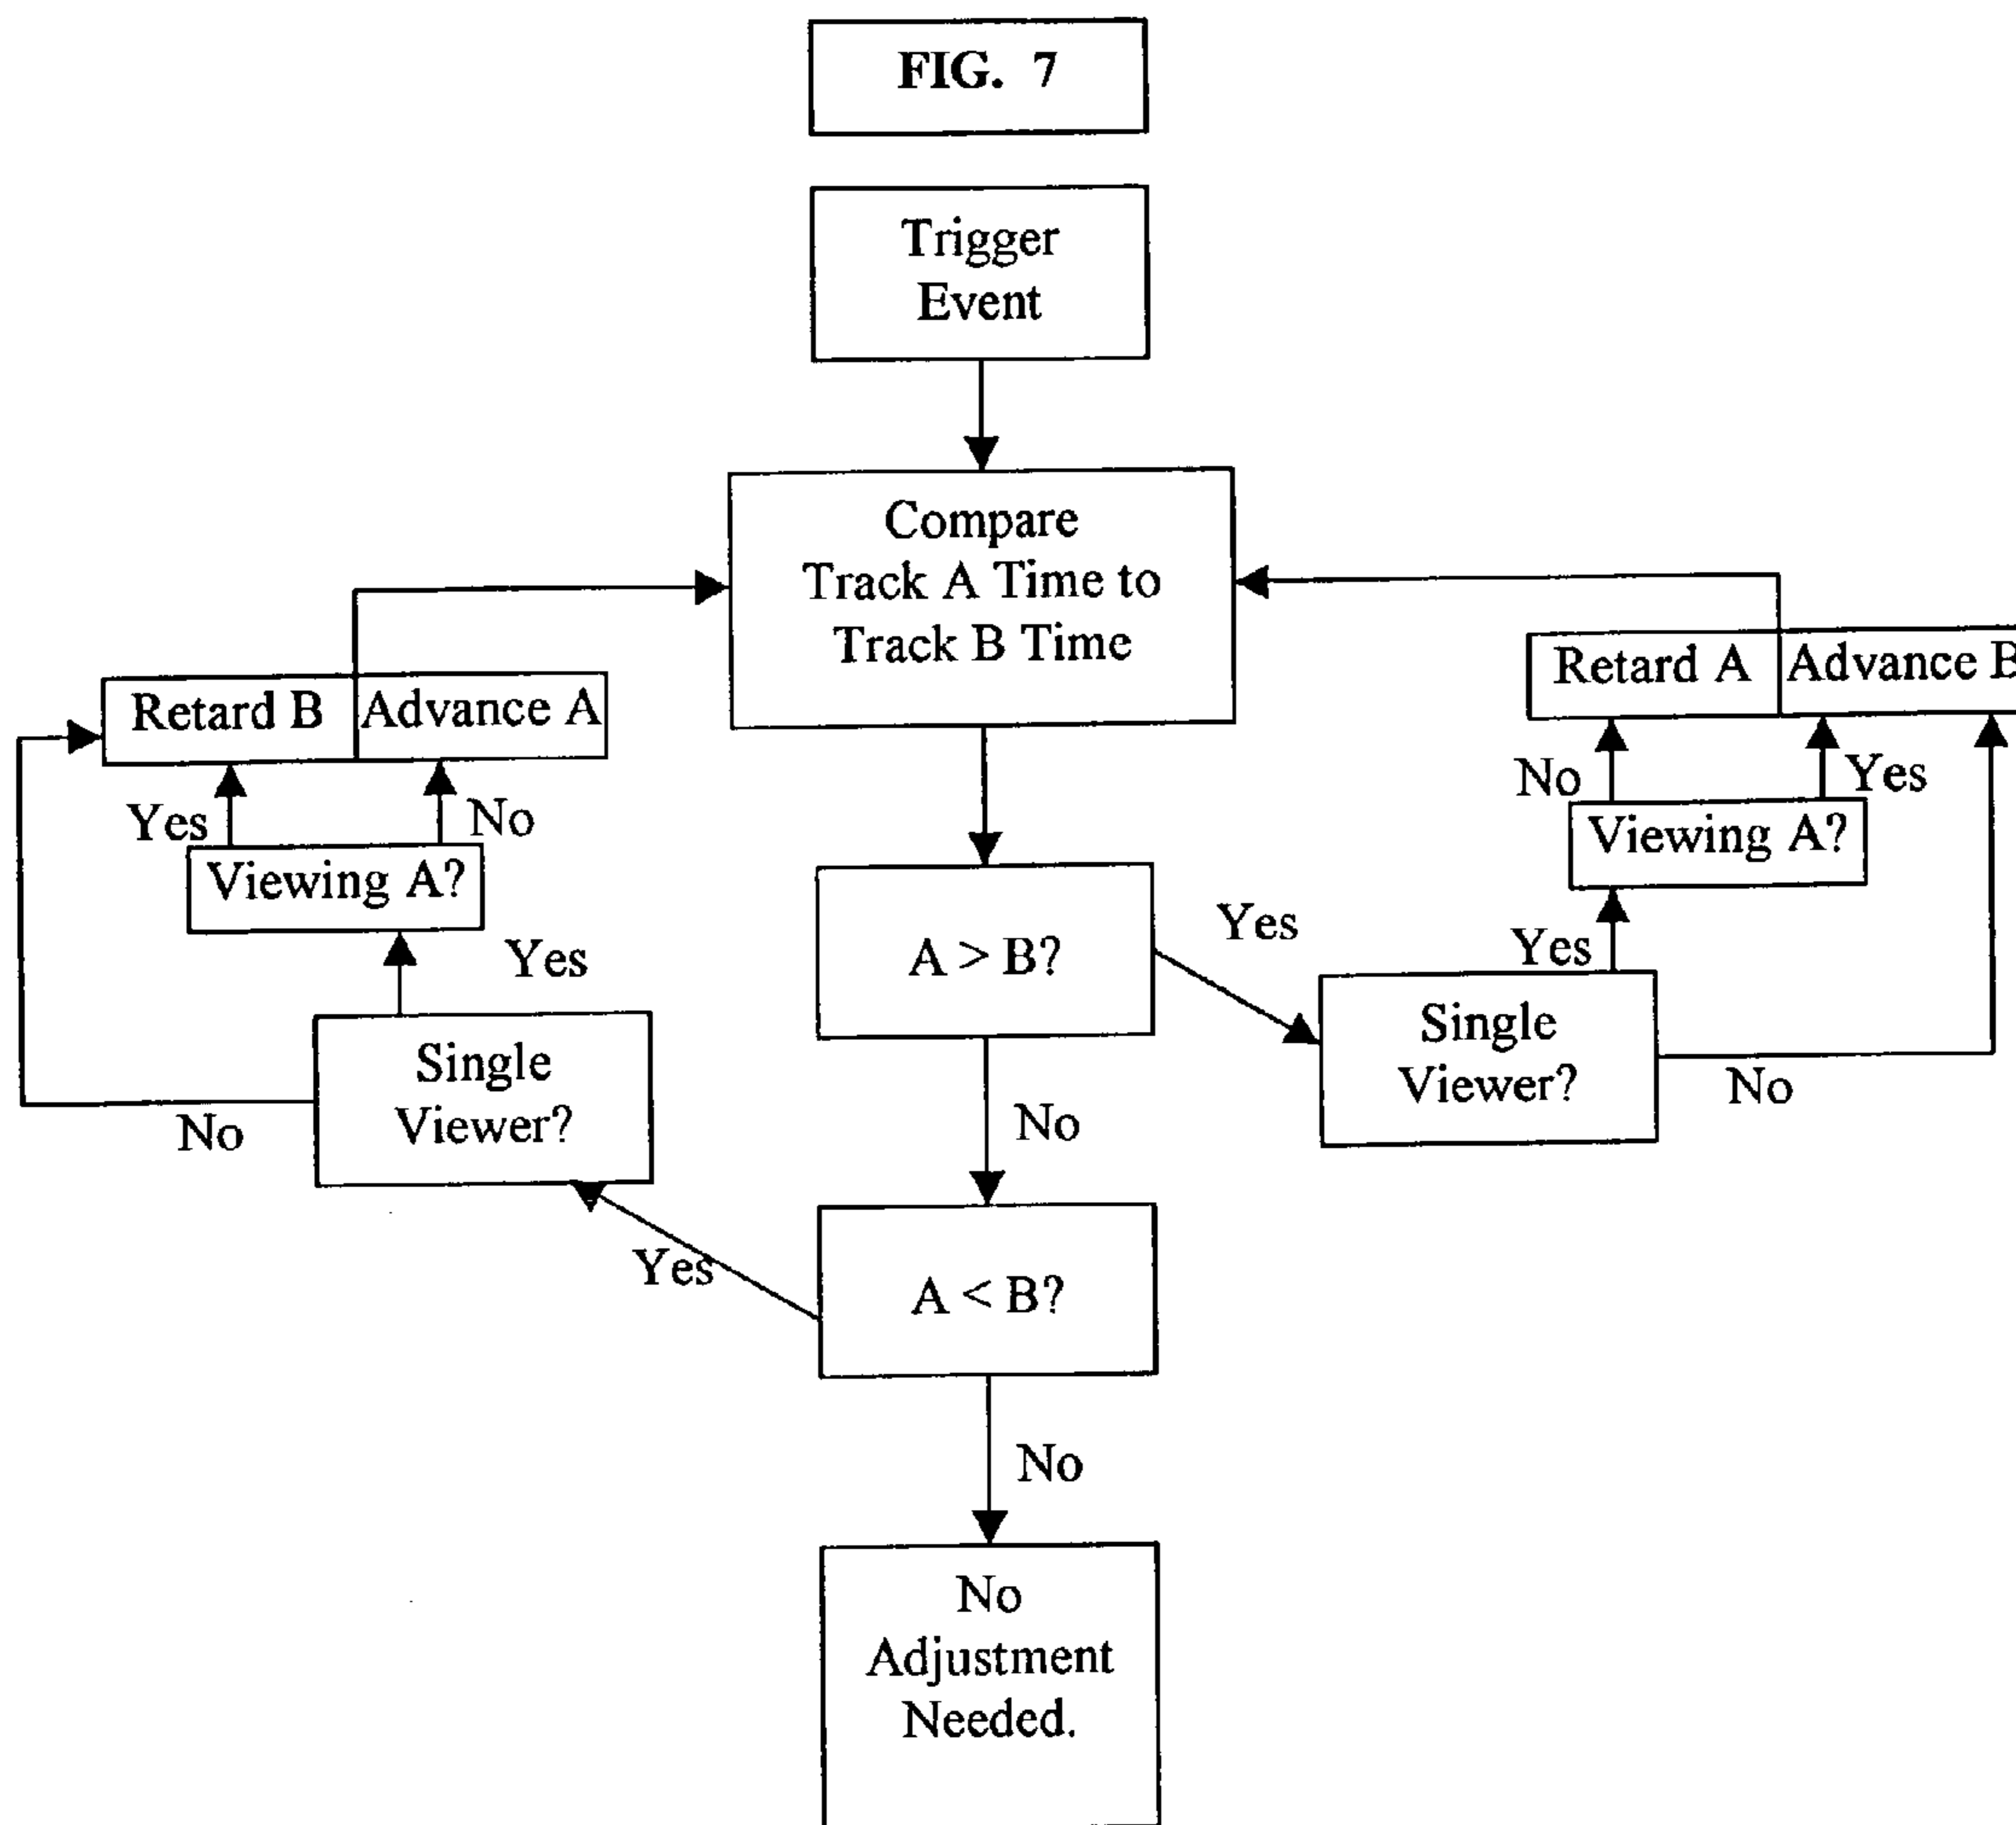 FIG. 7
Trigger
Event
Compare
Track A Time to
Track B Time
Retard B
Advance A
Retard A
Advance B
Yes
No
No
Yes
Viewing A?
Viewing A?
Yes
Yes
Yes
A > B?
Single
Viewer?
Single
Viewer?
No
No
No
Yes
A < B?
No
No
Adjustment
Needed.